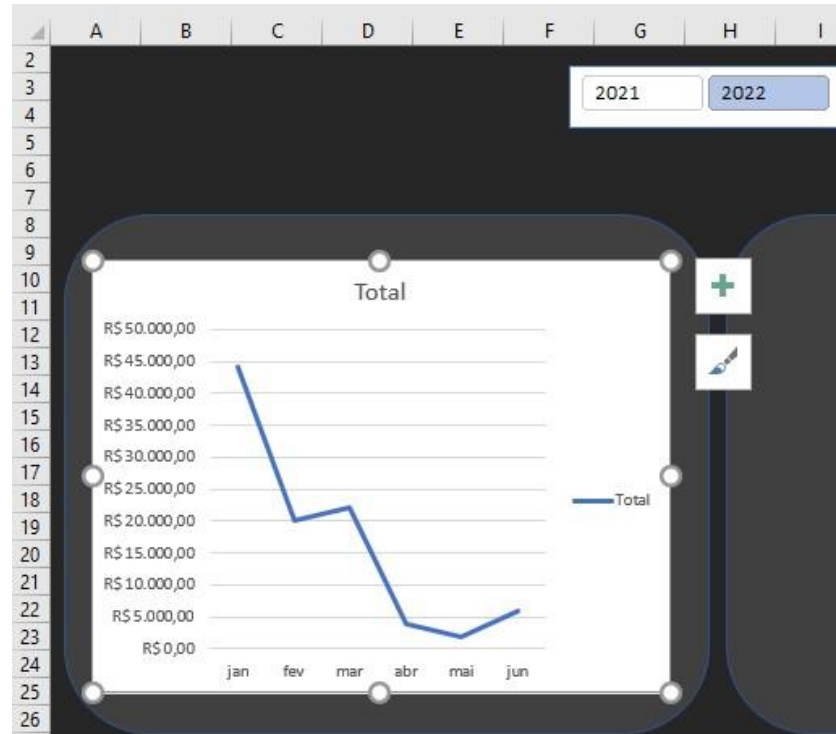 A B C D E F G H I
2
3
4
5
6
7
8
9
10
11
12
13
14
15
16
17
18
19
20
21
22
23
24
25
26
2021 2022
Total
R$50.000,00
R$45.000,00
R$40.000,00
R$35.000,00
R$30.000,00
R$25.000,00
R$20.000,00
R$15.000,00
R$10.000,00
R$5.000,00
R$0,00
jan fev mar abr mai jun
Total